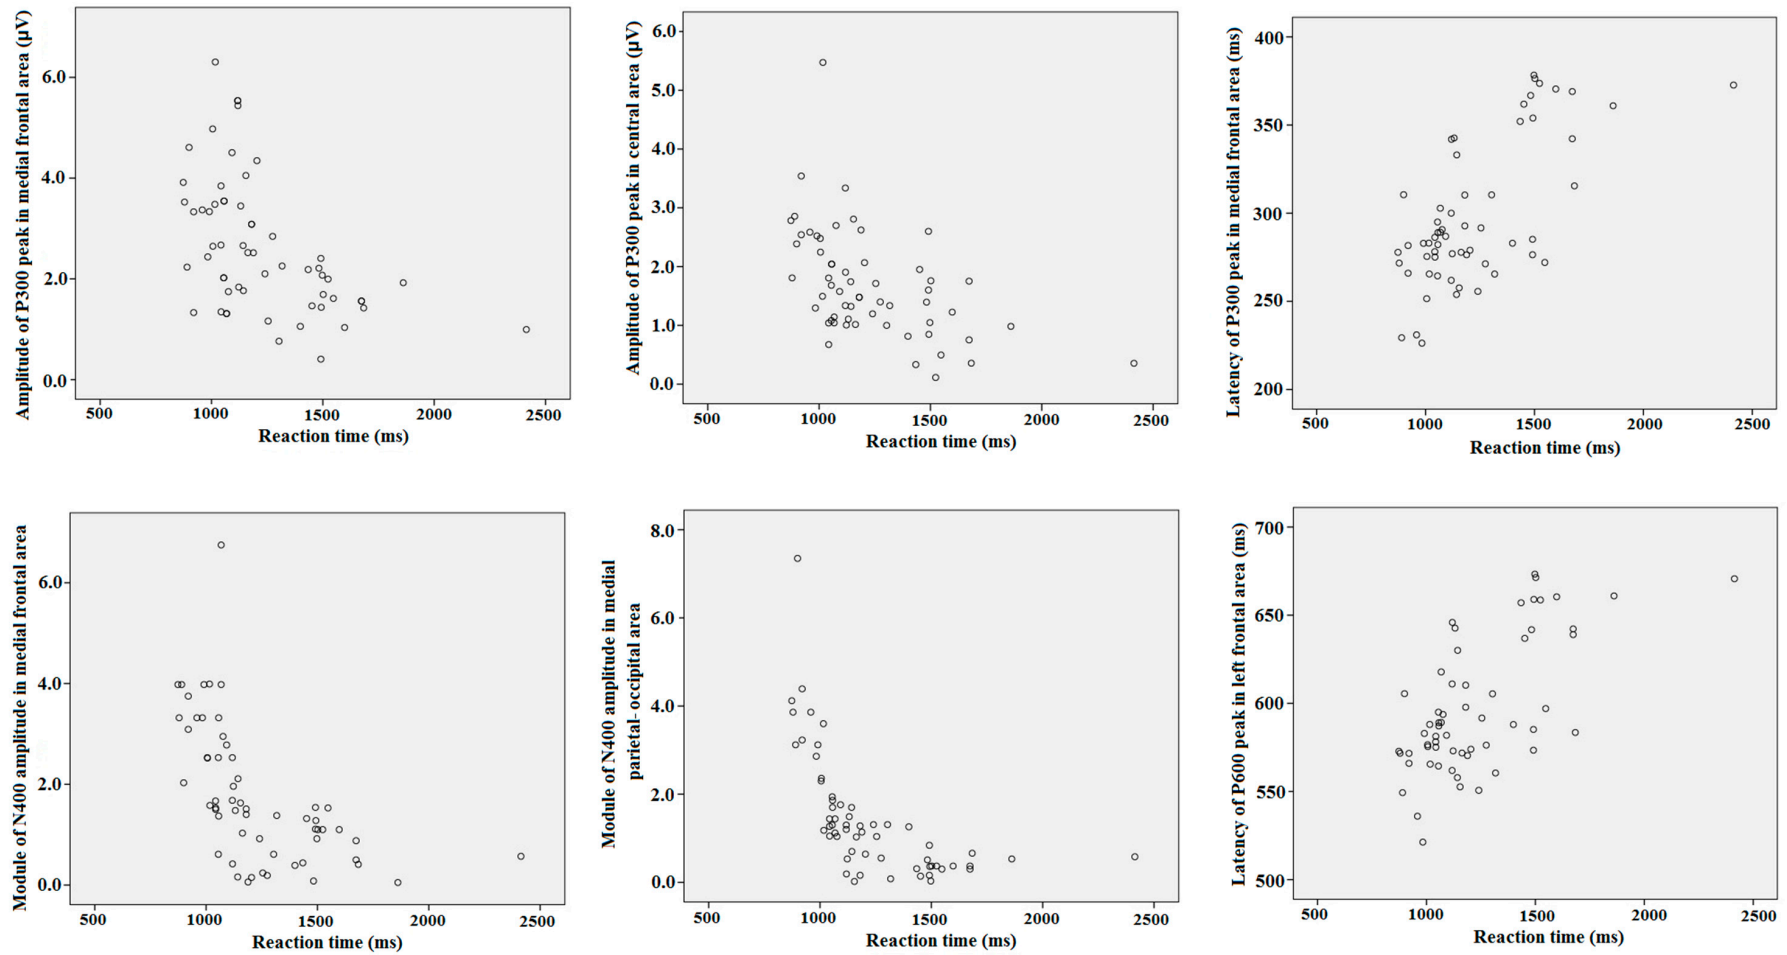 Amplitude of P300 peak in medial frontal area (µV)
6.0
4.0
2.0
0.0
500 1000 1500 2000 2500
Reaction time (ms)
Amplitude of P300 peak in central area (µV)
6.0
5.0
4.0
3.0
2.0
1.0
0.0
500 1000 1500 2000 2500
Reaction time (ms)
Latency of P300 peak in medial frontal area (ms)
400
350
300
250
200
500 1000 1500 2000 2500
Reaction time (ms)
Module of N400 amplitude in medial frontal area
6.0
4.0
2.0
0.0
500 1000 1500 2000 2500
Reaction time (ms)
Module of N400 amplitude in medial
parietal-occipital area
8.0
6.0
4.0
2.0
0.0
500 1000 1500 2000 2500
Reaction time (ms)
Latency of P600 peak in left frontal area (ms)
700
650
600
550
500
500 1000 1500 2000 2500
Reaction time (ms)